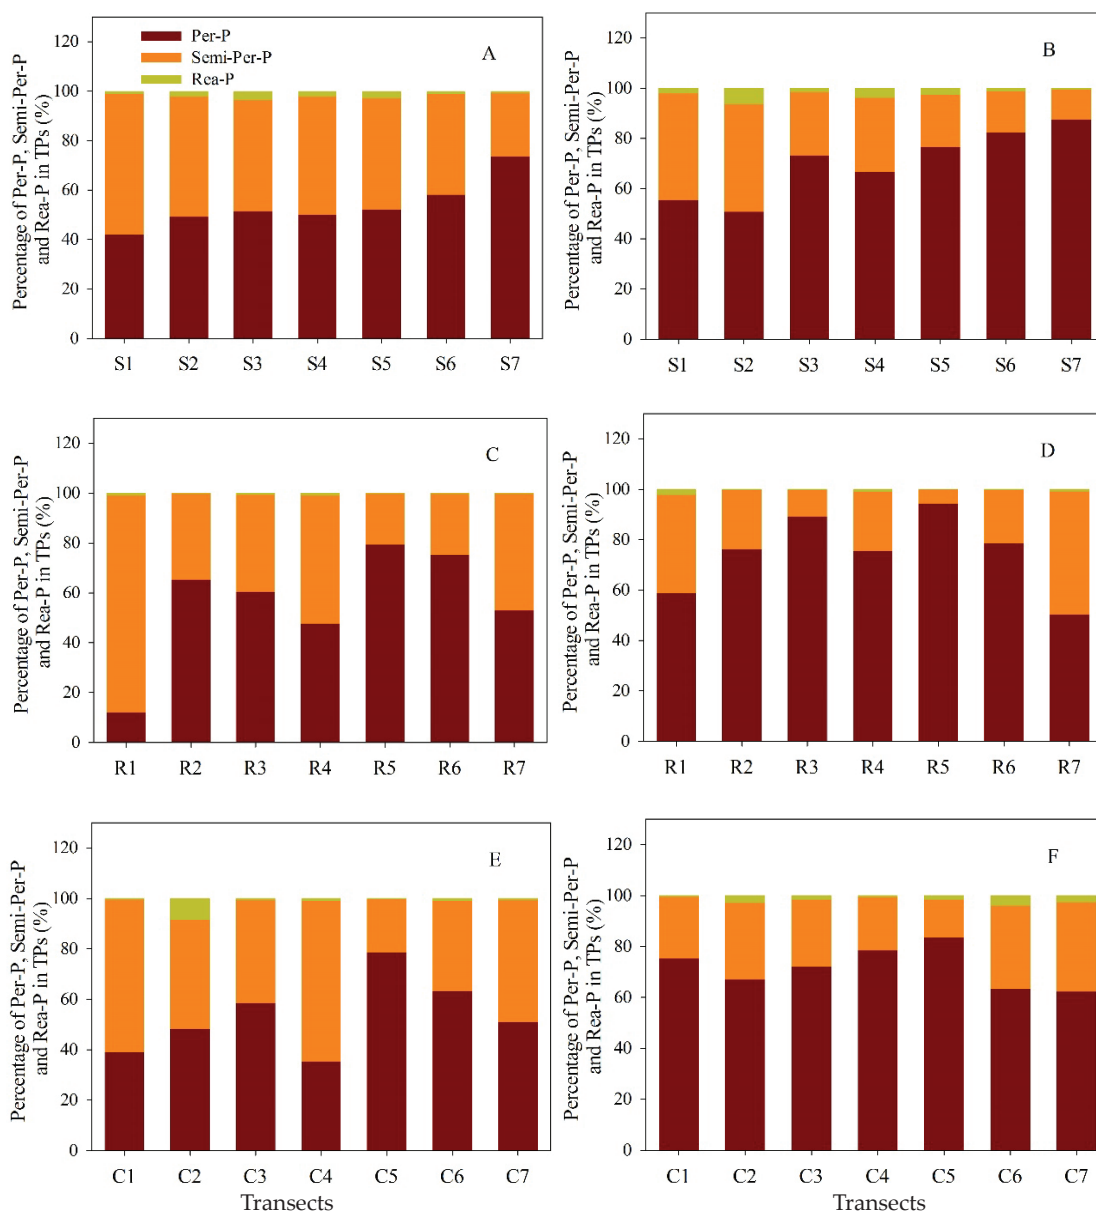 Percentage of Per-P, Semi-Per-P
and Rea-P in TPs (%)
120
100
80
60
40
20
0
Per-P
Semi-Per-P
Rea-P
A
S1 S2 S3 S4 S5 S6 S7
Percentage of Per-P, Semi-Per-P
and Rea-P in TPs (%)
120
100
80
60
40
20
0
B
S1 S2 S3 S4 S5 S6 S7
Percentage of Per-P, Semi-Per-P
and Rea-P in TPs (%)
120
100
80
60
40
20
0
C
R1 R2 R3 R4 R5 R6 R7
Percentage of Per-P, Semi-Per-P
and Rea-P in TPs (%)
120
100
80
60
40
20
0
D
R1 R2 R3 R4 R5 R6 R7
Percentage of Per-P, Semi-Per-P
and Rea-P in TPs (%)
120
100
80
60
40
20
0
E
C1 C2 C3 C4 C5 C6 C7
Transects
Percentage of Per-P, Semi-Per-P
and Rea-P in TPs (%)
120
100
80
60
40
20
0
F
C1 C2 C3 C4 C5 C6 C7
Transects